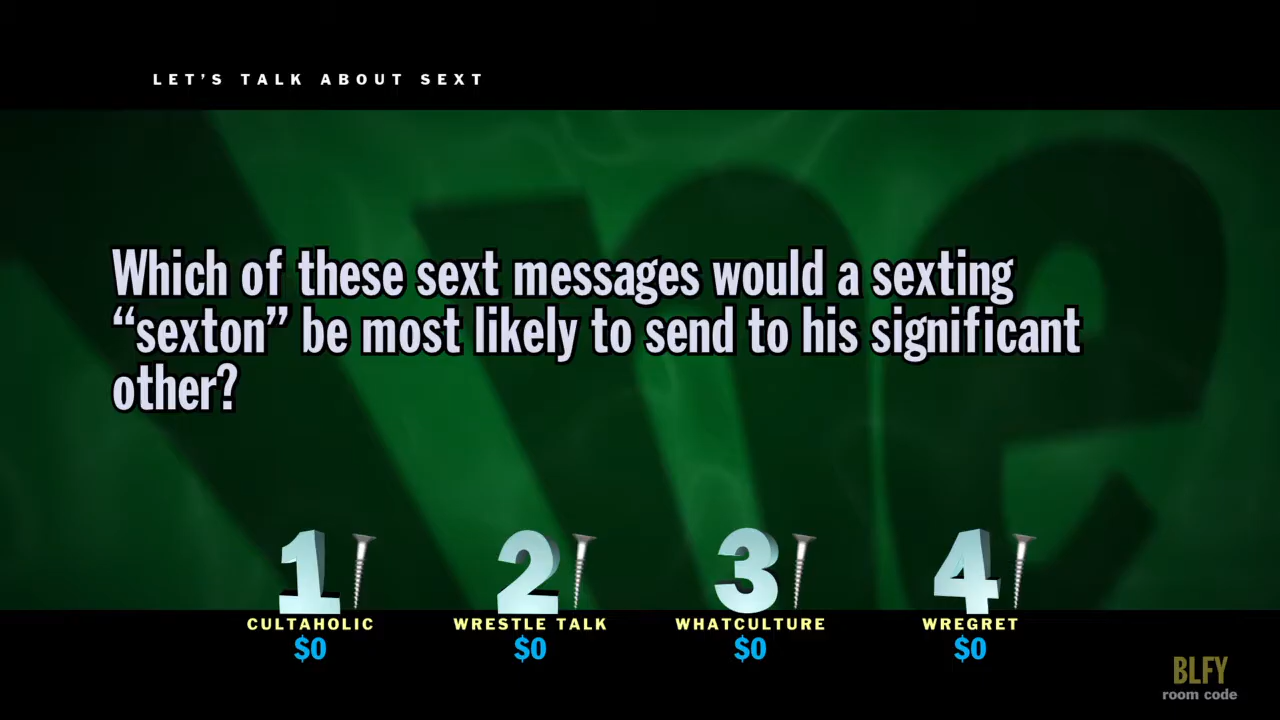 LET'S TALK ABOUT SEXT
Which of these sext messages would a sexting
“sexton” be most likely to send to his significant
other?
1 2 3 4
CULTAHOLIC WRESTLE TALK WHATCULTURE WREGRET
$0 $0 $0 $0
BLFY
room code